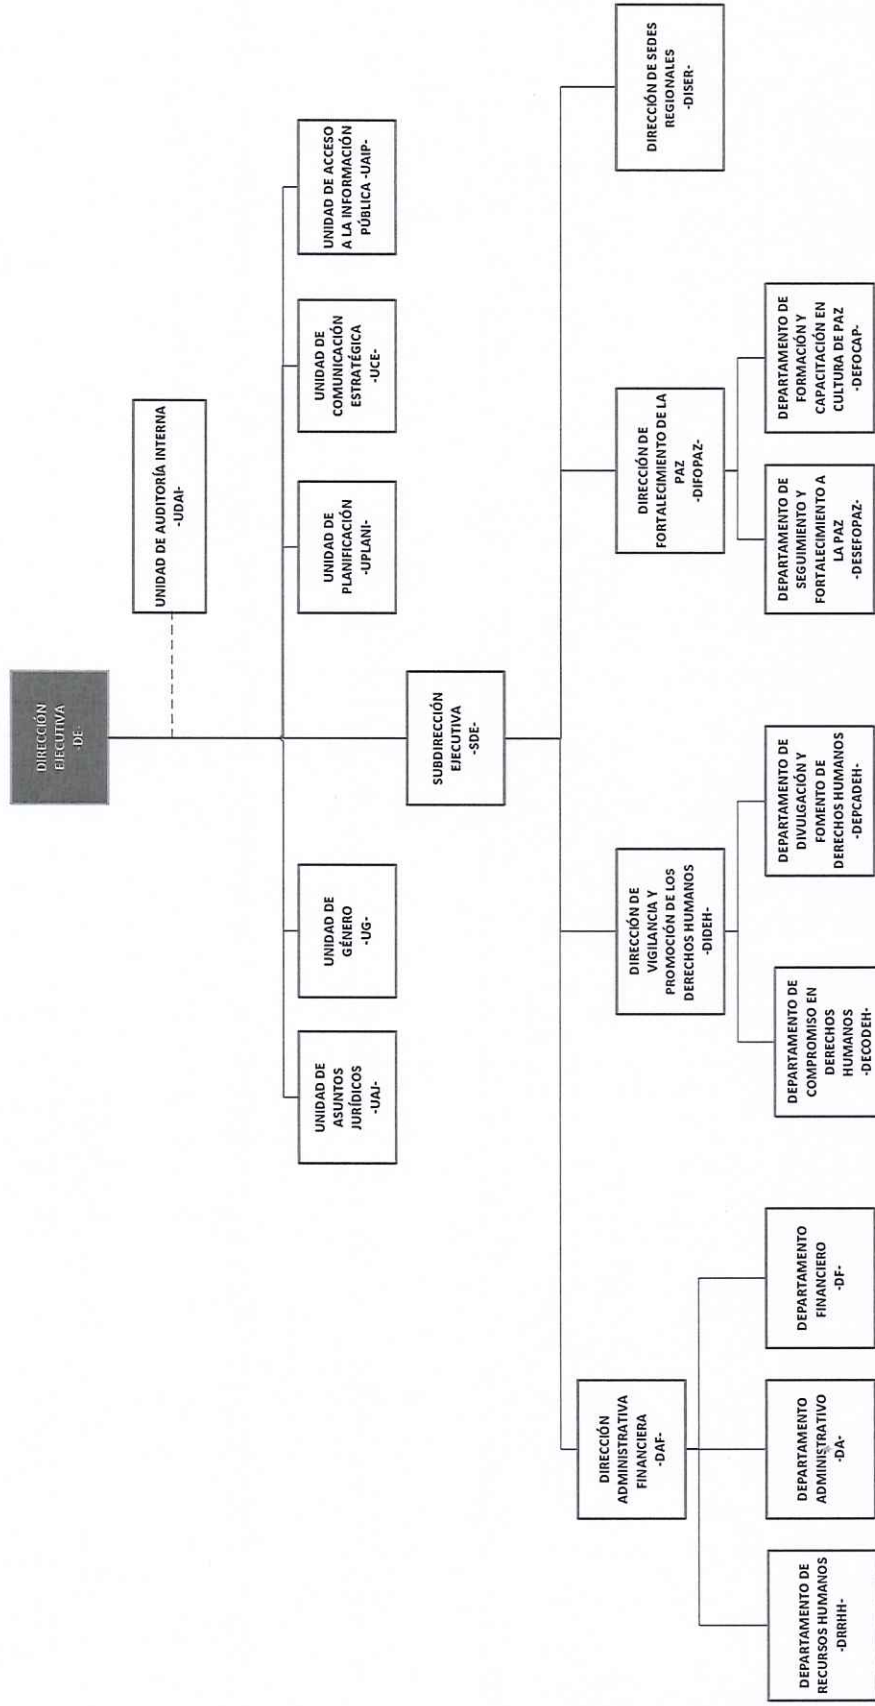 DIRECCIÓN
EJECUTIVA
-DE-
UNIDAD DE AUDITORÍA INTERNA
-UDAI-
UNIDAD DE
ASUNTOS
JURÍDICOS
-UAJ-
UNIDAD DE
GÉNERO
-UG-
UNIDAD DE
PLANIFICACIÓN
-UPLANI-
UNIDAD DE
COMUNICACIÓN
ESTRATÉGICA
-UCE-
UNIDAD DE ACCESO
A LA INFORMACIÓN
PÚBLICA -UAIP-
SUBDIRECCIÓN
EJECUTIVA
-SDE-
DIRECCIÓN
ADMINISTRATIVA
FINANCIERA
-DAF-
DIRECCIÓN DE
VIGILANCIA Y
PROMOCIÓN DE LOS
DERECHOS HUMANOS
-DIDEH-
DIRECCIÓN DE
FORTALECIMIENTO DE LA
PAZ
-DIFOPAZ-
DIRECCIÓN DE SEDES
REGIONALES
-DISER-
DEPARTAMENTO DE
RECURSOS HUMANOS
-DRRHH-
DEPARTAMENTO
ADMINISTRATIVO
-DA-
DEPARTAMENTO
FINANCIERO
-DF-
DEPARTAMENTO DE
COMPROMISO EN
DERECHOS
HUMANOS
-DECODEH-
DEPARTAMENTO DE
DIVULGACIÓN Y
FOMENTO DE
DERECHOS HUMANOS
-DEPCADEH-
DEPARTAMENTO DE
SEGUIMIENTO Y
FORTALECIMIENTO A
LA PAZ
-DESEFOPAZ-
DEPARTAMENTO DE
FORMACIÓN Y
CAPACITACIÓN EN
CULTURA DE PAZ
-DEFOCAP-